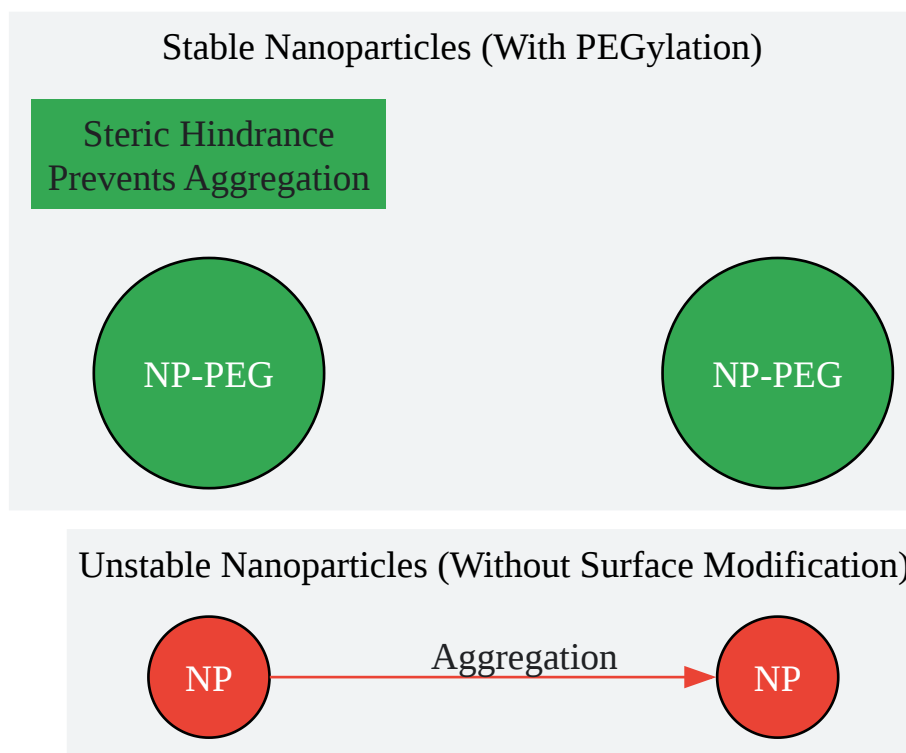 Stable Nanoparticles (With PEGylation)
Steric Hindrance
Prevents Aggregation
NP-PEG
NP-PEG
Unstable Nanoparticles (Without Surface Modification)
Aggregation
NP
NP